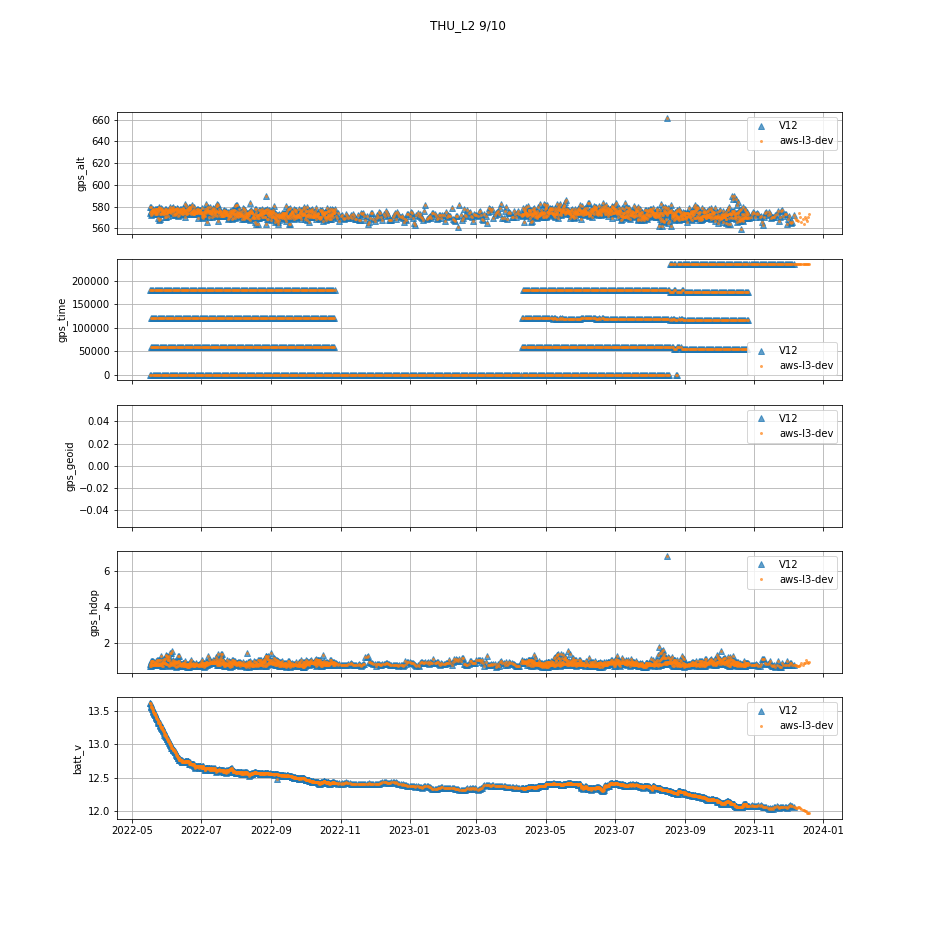 THU_L2 9/10
660
640
620
600
580
560
gps_alt
V12
aws-l3-dev
200000
150000
100000
50000
0
gps_time
V12
aws-l3-dev
0.04
0.02
0.00
−0.02
−0.04
gps_geoid
V12
aws-l3-dev
6
4
2
gps_hdop
V12
aws-l3-dev
13.5
13.0
12.5
12.0
batt_v
V12
aws-l3-dev
2022-05 2022-07 2022-09 2022-11 2023-01 2023-03 2023-05 2023-07 2023-09 2023-11 2024-01